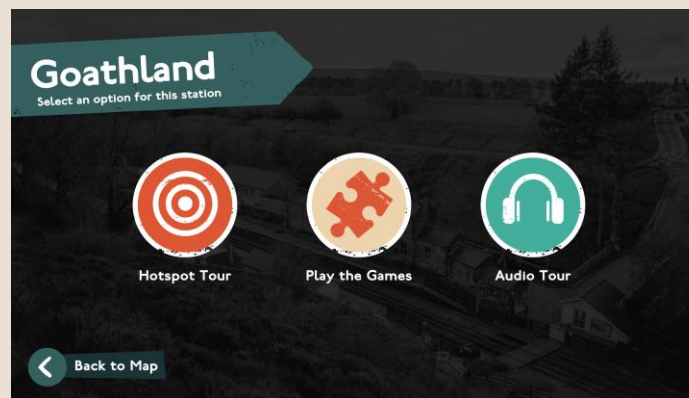 Goathland
Select an option for this station
Hotspot Tour
Play the Games
Audio Tour
Back to Map